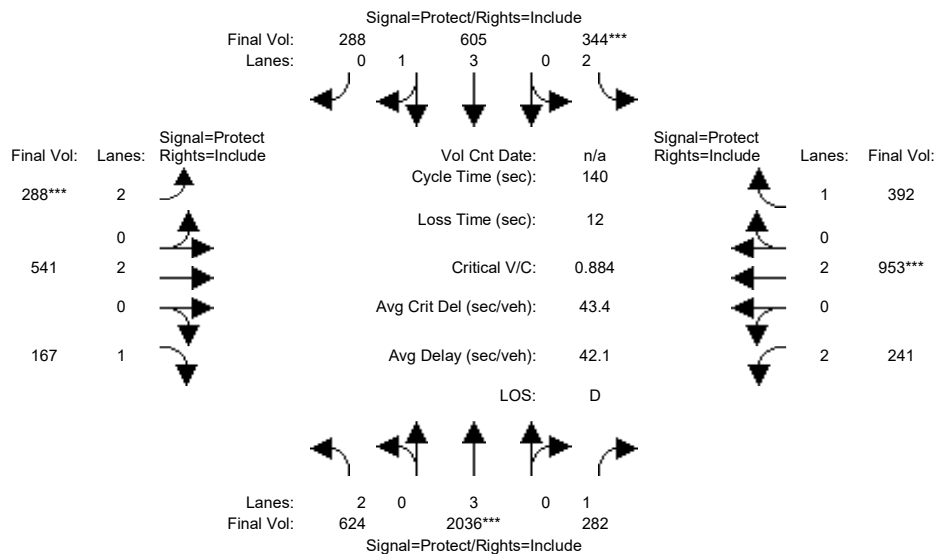 Signal=Protect/Rights=Include
Final Vol: 288 605 344***
Lanes: 0 1 3 0 2
Signal=Protect
Final Vol: Lanes: Rights=Include
Vol Cnt Date: n/a
Signal=Protect
Rights=Include Lanes: Final Vol:
Cycle Time (sec): 140
288*** 2
1 392
Loss Time (sec): 12
0
0
541 2
Critical V/C: 0.884
2 953***
0
Avg Crit Del (sec/veh): 43.4
0
167 1
Avg Delay (sec/veh): 42.1
2 241
LOS: D
Lanes: 2 0 3 0 1
Final Vol: 624 2036*** 282
Signal=Protect/Rights=Include